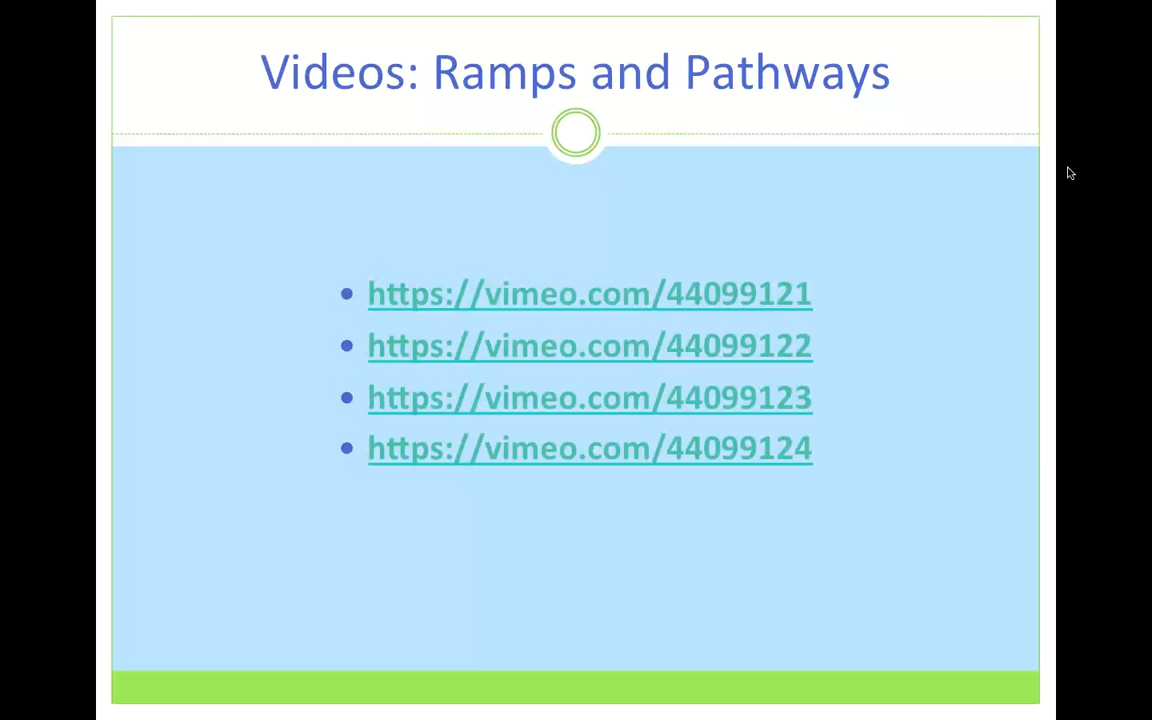 Videos: Ramps and Pathways
• https://vimeo.com/44099121
• https://vimeo.com/44099122
• https://vimeo.com/44099123
• https://vimeo.com/44099124